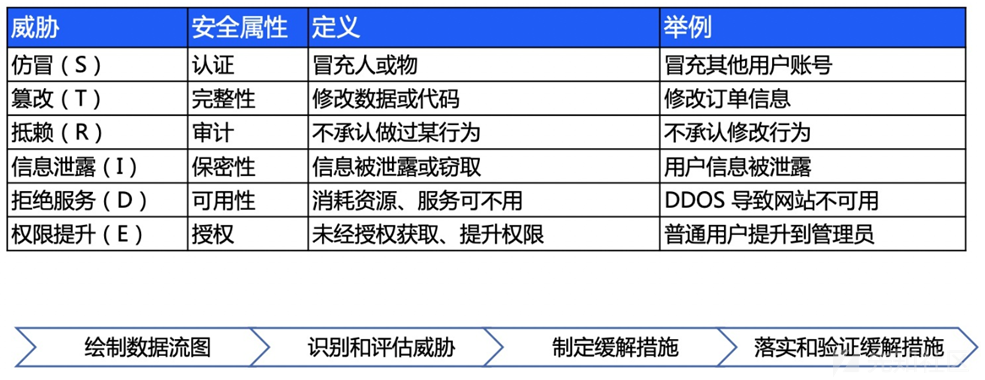 威胁 安全属性 定义 举例
仿冒（S） 认证 冒充人或物 冒充其他用户账号
篡改（T） 完整性 修改数据或代码 修改订单信息
抵赖（R） 审计 不承认做过某行为 不承认修改行为
信息泄露（I） 保密性 信息被泄露或窃取 用户信息被泄露
拒绝服务（D） 可用性 消耗资源、服务可不用 DDOS 导致网站不可用
权限提升（E） 授权 未经授权获取、提升权限 普通用户提升到管理员
绘制数据流图 识别和评估威胁 制定缓解措施 落实和验证缓解措施